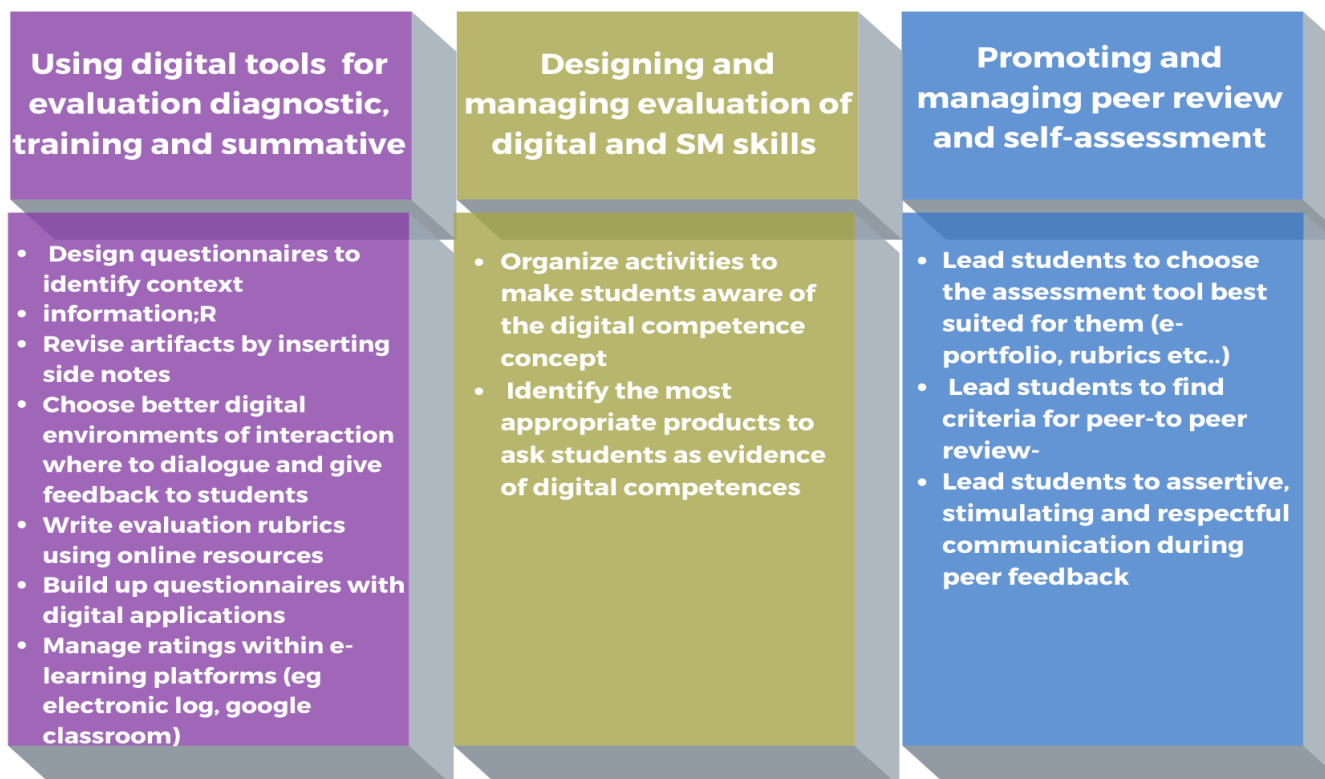 Using digital tools for
evaluation diagnostic,
training and summative
• Design questionnaires to
identify context
• information;R
• Revise artifacts by inserting
side notes
• Choose better digital
environments of interaction
where to dialogue and give
feedback to students
• Write evaluation rubrics
using online resources
• Build up questionnaires with
digital applications
• Manage ratings within e-
learning platforms (eg
electronic log, google
classroom)
Designing and
managing evaluation of
digital and SM skills
• Organize activities to
make students aware of
the digital competence
concept
• Identify the most
appropriate products to
ask students as evidence
of digital competences
Promoting and
managing peer review
and self-assessment
• Lead students to choose
the assessment tool best
suited for them (e-
portfolio, rubrics etc..)
• Lead students to find
criteria for peer-to peer
review-
• Lead students to assertive,
stimulating and respectful
communication during
peer feedback